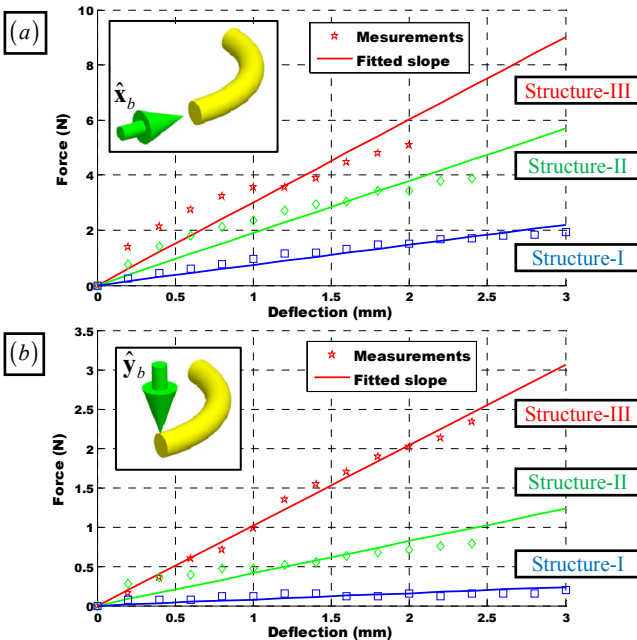 (a)
10
8
6
4
2
0
Force (N)
x̂b
Mesurements
Fitted slope
Structure-III
Structure-II
Structure-I
0 0.5 1 1.5 2 2.5 3
Deflection (mm)
(b)
3.5
3
2.5
2
1.5
1
0.5
0
Force (N)
ŷb
Measurements
Fitted slope
Structure-III
Structure-II
Structure-I
0 0.5 1 1.5 2 2.5 3
Deflection (mm)